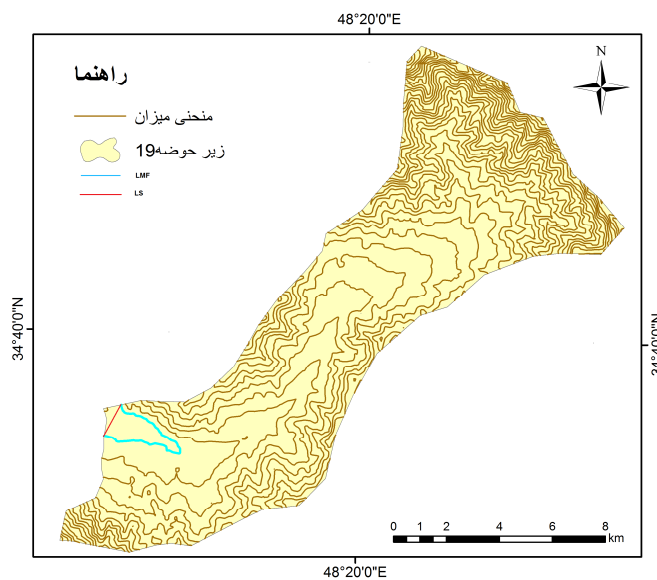 48°20'0"E
راهنما
N
منحنی میزان
زیر حوضه19
LMF
LS
34°40'0"N
34°40'0"N
0 1 2 4 6 8
km
48°20'0"E